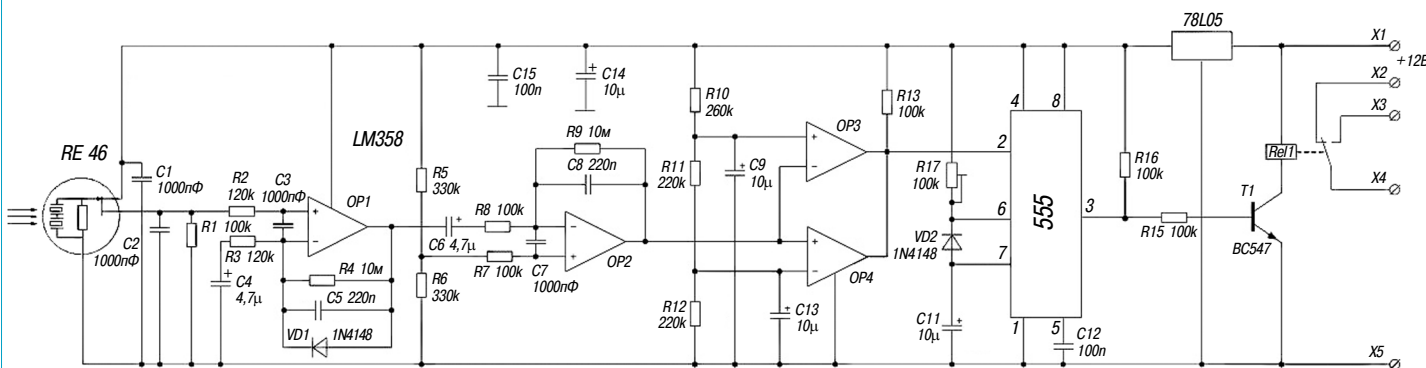 78L05
X1
+12В
X2
X3
X4
X5
RE 46
C1
1000пФ
C2
1000пФ
R1
100k
R2
120k
C3
1000пФ
R3 120k
C4
4,7µ
LM358
OP1
R4 10м
C5 220n
VD1
1N4148
R5
330k
R6
330k
C6 4,7µ
R8 100k
R7 100k
C15
100n
C14
10µ
R9 10м
C8 220n
C7
1000пФ
OP2
R10
260k
R11
220k
R12
220k
C9
10µ
C13
10µ
OP3
OP4
R13
100k
R17
100k
VD2
1N4148
C11
10µ
4
8
2
6
7
3
1
5
555
C12
100n
R16
100k
R15 100k
T1
BC547
Rel1
+
−
+
−
−
+
+
−
+
−
+
+
+
+
+
+